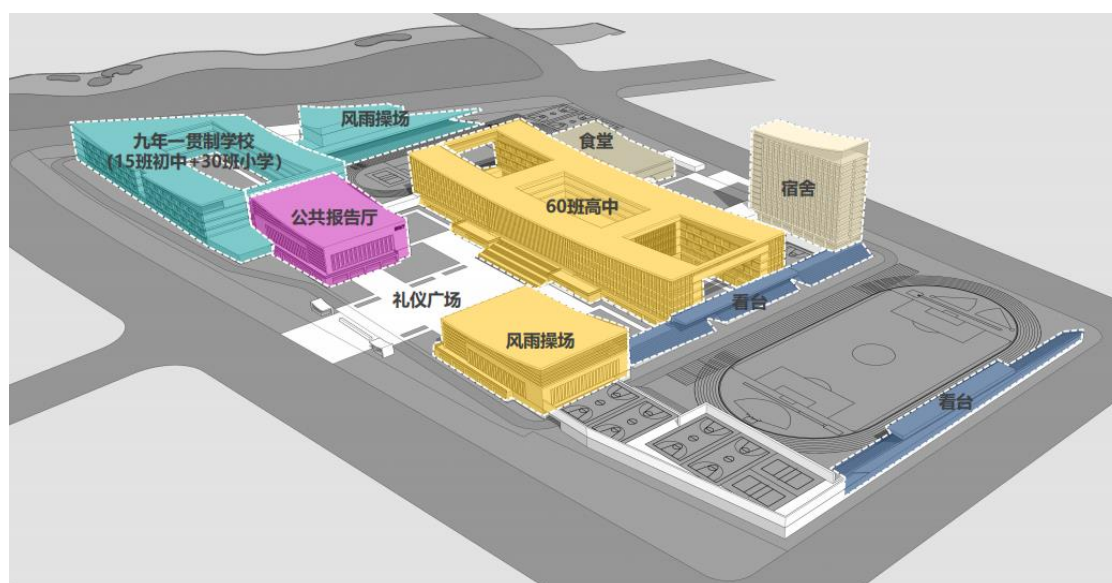 风雨操场
九年一贯制学校
(15班初中+30班小学)
食堂
宿舍
60班高中
公共报告厅
礼仪广场
看台
风雨操场
看台